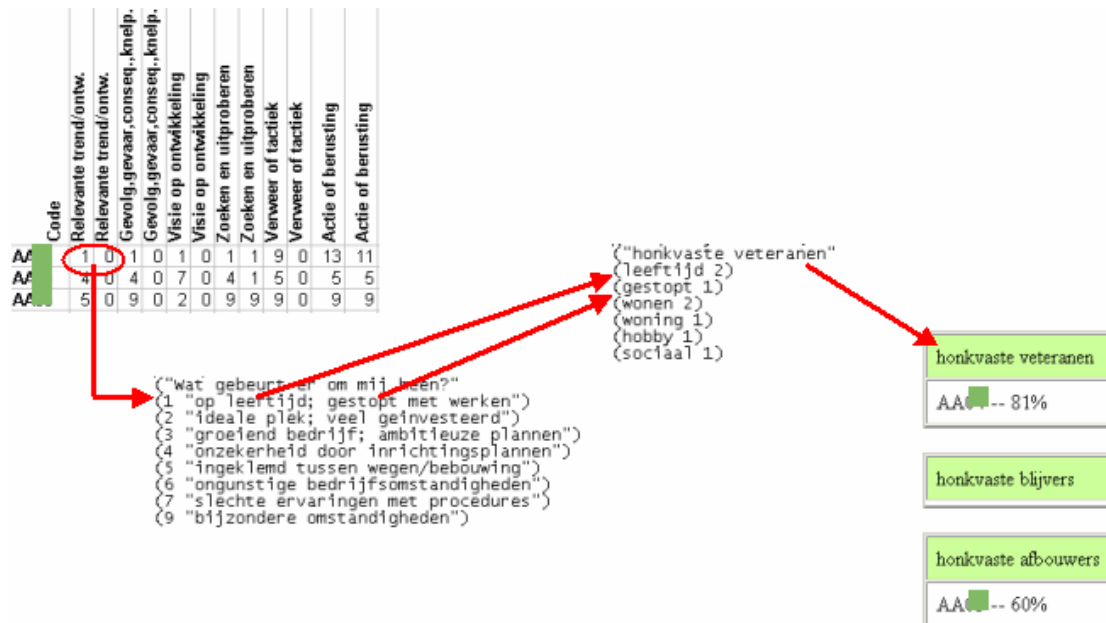 Code
Relevante trend/ontw.
Relevante trend/ontw.
Gevolg,gevaar,conseq.,knelp.
Gevolg,gevaar,conseq.,knelp.
Visie op ontwikkeling
Visie op ontwikkeling
Zoeken en uitproberen
Zoeken en uitproberen
Verweer of tactiek
Verweer of tactiek
Actie of berusting
Actie of berusting
AA 1 0 1 0 1 0 1 1 9 0 13 11
AA 4 0 4 0 7 0 4 1 5 0 5 5
AA 5 0 9 0 2 0 9 9 9 0 9 9
("Wat gebeurt er om mij heen?"
(1 "op leeftijd; gestopt met werken")
(2 "ideale plek; veel geinvesteerd")
(3 "groeiend bedrijf; ambitieuze plannen")
(4 "onzekerheid door inrichtingsplannen")
(5 "ingeklemd tussen wegen/bebouwing")
(6 "ongunstige bedrijfsomstandigheden")
(7 "slechte ervaringen met procedures")
(9 "bijzondere omstandigheden")
("honkvaste veteranen"
(leeftijd 2)
(gestopt 1)
(wonen 2)
(woning 1)
(hobby 1)
(sociaal 1)
honkvaste veteranen
AA -- 81%
honkvaste blijvers
honkvaste afbouwers
AA -- 60%